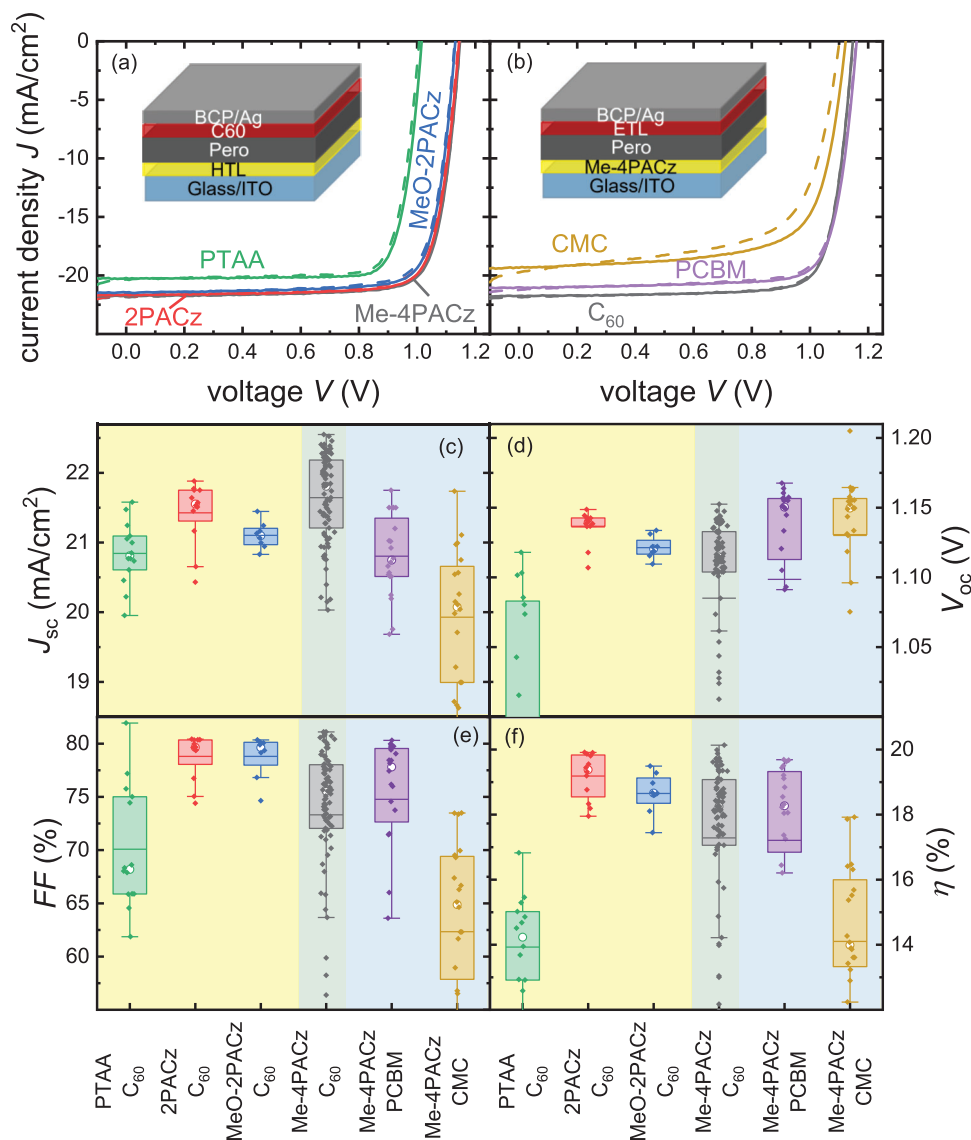 current density J (mA/cm²)
0
-5
-10
-15
-20
(a)
BCP/Ag
C60
Pero
HTL
Glass/ITO
MeO-2PACz
PTAA
2PACz
Me-4PACz
(b)
BCP/Ag
ETL
Pero
Me-4PACz
Glass/ITO
CMC
PCBM
C₆₀
0.0 0.2 0.4 0.6 0.8 1.0 1.2
0.0 0.2 0.4 0.6 0.8 1.0 1.2
voltage V (V)
voltage V (V)
J_sc (mA/cm²)
22
21
20
19
(c)
(d)
1.20
1.15
1.10
1.05
V_oc (V)
FF (%)
80
75
70
65
60
(e)
(f)
20
18
16
14
η (%)
PTAA
C₆₀
2PACz
C₆₀
MeO-2PACz
C₆₀
Me-4PACz
C₆₀
Me-4PACz
PCBM
Me-4PACz
CMC
PTAA
C₆₀
2PACz
C₆₀
MeO-2PACz
C₆₀
Me-4PACz
C₆₀
Me-4PACz
PCBM
Me-4PACz
CMC